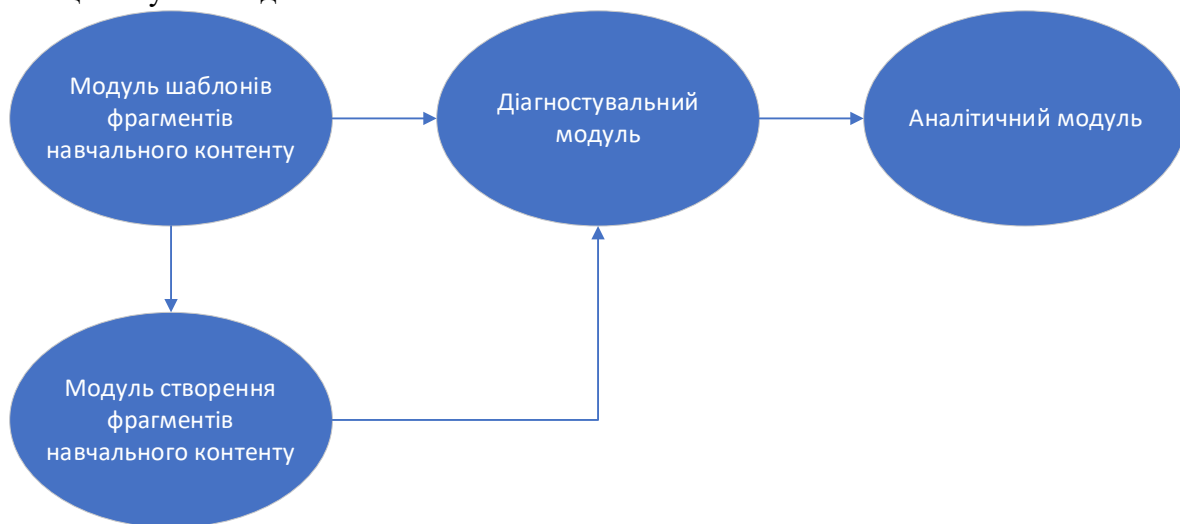 Модуль шаблонів
фрагментів
навчального контенту
Діагностувальний
модуль
Аналітичний модуль
Модуль створення
фрагментів
навчального контенту